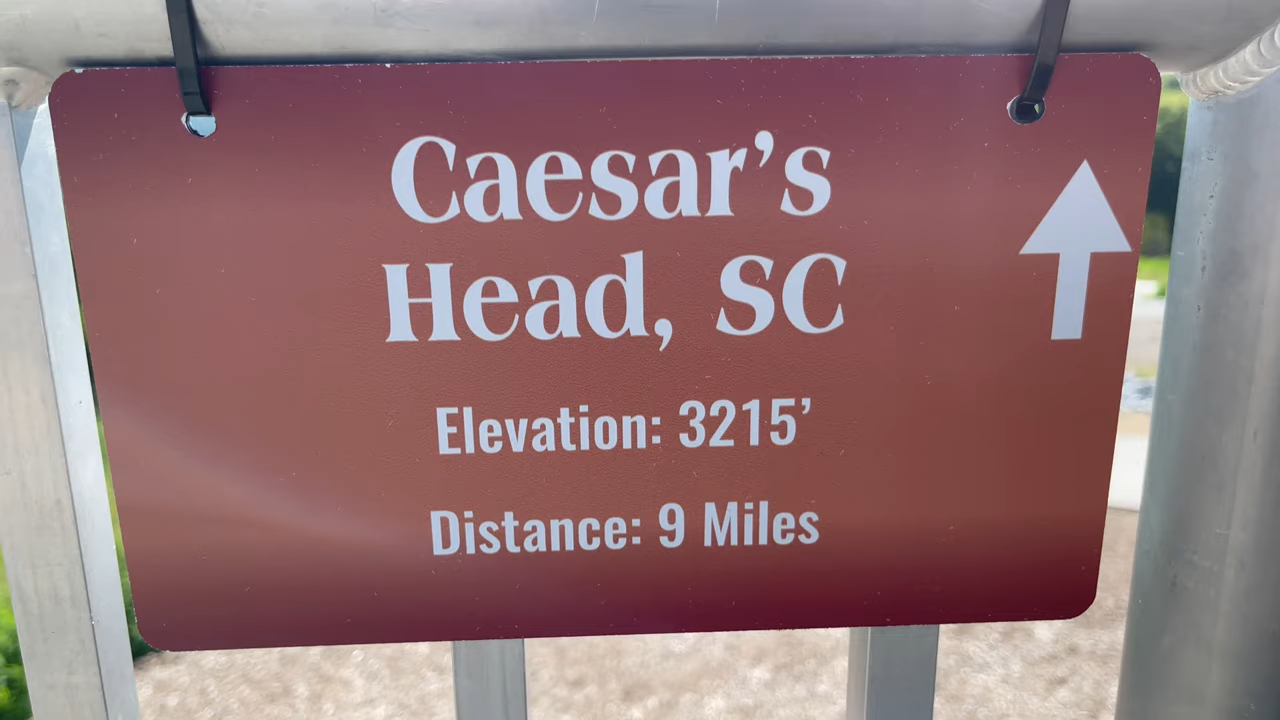 Caesar’s
Head, SC
Elevation: 3215’
Distance: 9 Miles